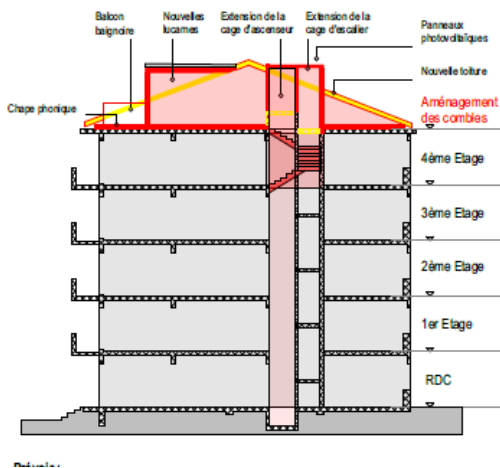 Balcon
baignoire
Nouvelles
lucarnes
Extension de la
cage d'ascenseur
Extension de la
cage d'escalier
Panneaux
photovoltaïques
Nouvelle toiture
Chape phonique
Aménagement
des combles
4ème Etage
3ème Etage
2ème Etage
1er Etage
RDC